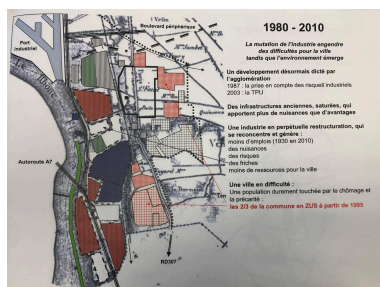 1980 - 2010
La mutation de l'industrie engendre
des difficultés pour la ville
tandis que l'environnement émerge
Un développement désormais dicté par
l'agglomération
1987 : la prise en compte des risques industriels
2003 : la TPU
Des infrastructures anciennes, saturées, qui
apportent plus de nuisances que d'avantages
Une industrie en perpétuelle restructuration, qui
se reconcentre et génère :
moins d'emplois (1930 en 2010)
des nuisances
des risques
des friches
moins de ressources pour la ville
Une ville en difficulté :
Une population durement touchée par le chômage et
la précarité :
les 2/3 de la commune en ZUS à partir de 1995
Boulevard périphérique
Port
industriel
Autoroute A7
RD307